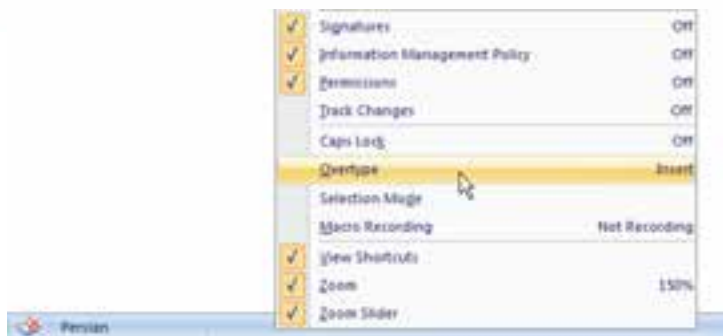 Signatures Off
Information Management Policy Off
Permissions Off
Track Changes Off
Caps Lock Off
Overtype Insert
Selection Mode
Macro Recording Not Recording
View Shortcuts
Zoom 150%
Zoom Slider
Persian